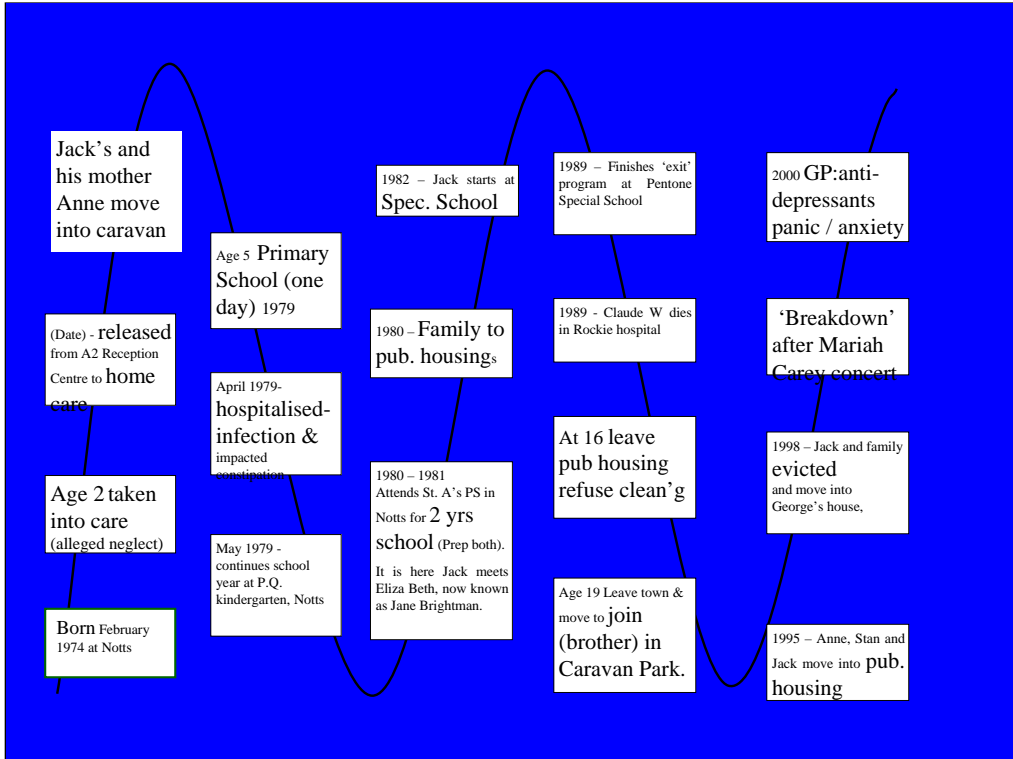 Jack's and
his mother
Anne move
into caravan
(Date) - released
from A2 Reception
Centre to home
care
Age 2 taken
into care
(alleged neglect)
Born February
1974 at Notts
Age 5 Primary
School (one
day) 1979
April 1979-
hospitalised-
infection &
impacted
constipation
May 1979 -
continues school
year at P.Q.
kindergarten, Notts
1982 – Jack starts at
Spec. School
1980 – Family to
pub. housings
1980 – 1981
Attends St. A's PS in
Notts for 2 yrs
school (Prep both).
It is here Jack meets
Eliza Beth, now known
as Jane Brightman.
1989 – Finishes 'exit'
program at Pentone
Special School
1989 - Claude W dies
in Rockie hospital
At 16 leave
pub housing
refuse clean'g
Age 19 Leave town &
move to join
(brother) in
Caravan Park.
2000 GP:anti-
depressants
panic / anxiety
'Breakdown'
after Mariah
Carey concert
1998 – Jack and family
evicted
and move into
George's house,
1995 – Anne, Stan and
Jack move into pub.
housing